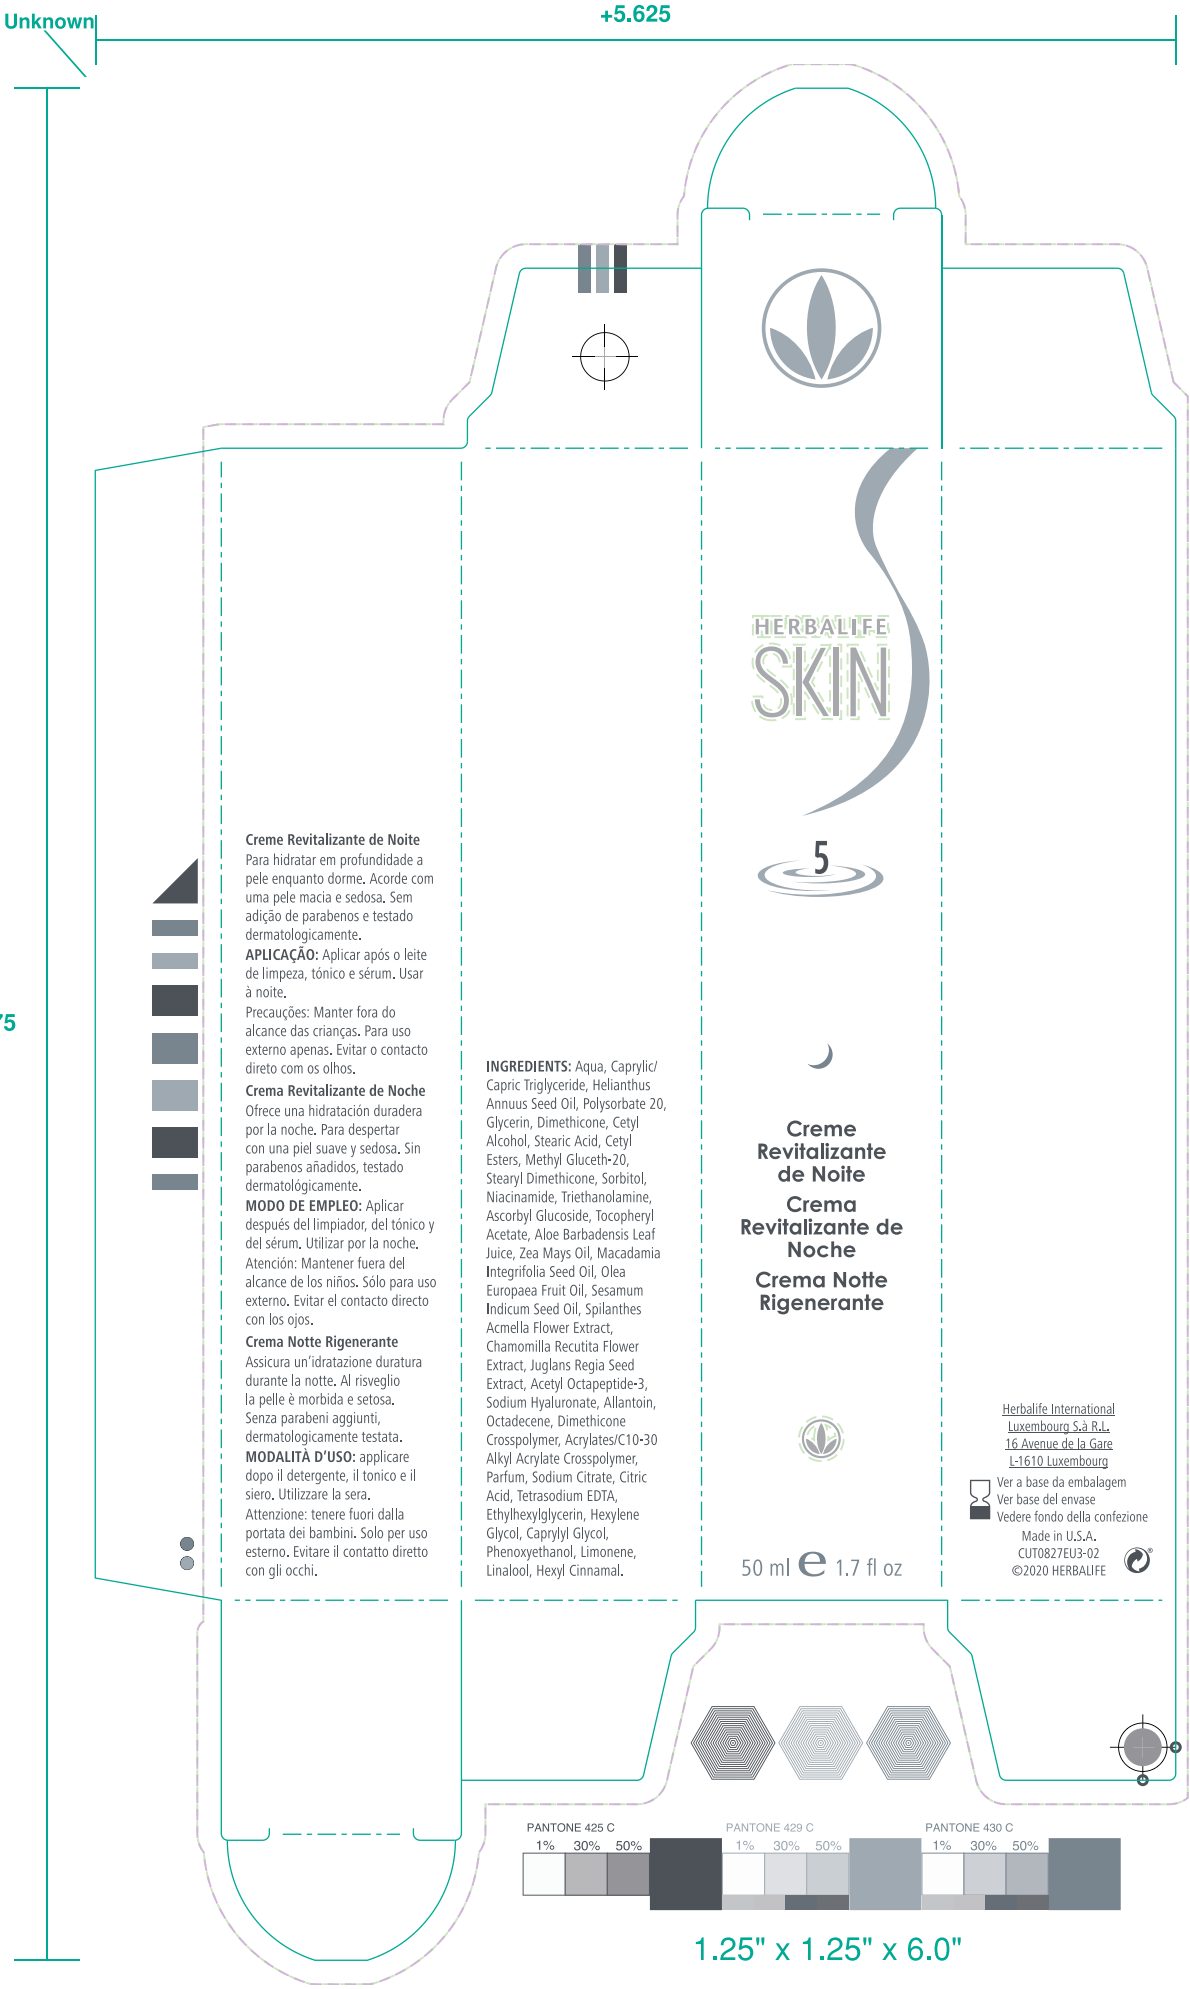 Unknown
+5.625
75
HERBALIFE
SKIN
5
Creme
Revitalizante
de Noite
Crema
Revitalizante de
Noche
Crema Notte
Rigenerante
50 ml e 1.7 fl oz
Creme Revitalizante de Noite
Para hidratar em profundidade a
pele enquanto dorme. Acorde com
uma pele macia e sedosa. Sem
adição de parabenos e testado
dermatologicamente.
APLICAÇÃO: Aplicar após o leite
de limpeza, tónico e sérum. Usar
à noite.
Precauções: Manter fora do
alcance das crianças. Para uso
externo apenas. Evitar o contacto
direto com os olhos.
Crema Revitalizante de Noche
Ofrece una hidratación duradera
por la noche. Para despertar
con una piel suave y sedosa. Sin
parabenos añadidos, testado
dermatológicamente.
MODO DE EMPLEO: Aplicar
después del limpiador, del tónico y
del sérum. Utilizar por la noche.
Atención: Mantener fuera del
alcance de los niños. Sólo para uso
externo. Evitar el contacto directo
con los ojos.
Crema Notte Rigenerante
Assicura un'idratazione duratura
durante la notte. Al risveglio
la pelle è morbida e setosa.
Senza parabeni aggiunti,
dermatologicamente testata.
MODALITÀ D'USO: applicare
dopo il detergente, il tonico e il
siero. Utilizzare la sera.
Attenzione: tenere fuori dalla
portata dei bambini. Solo per uso
esterno. Evitare il contatto diretto
con gli occhi.
INGREDIENTS: Aqua, Caprylic/
Capric Triglyceride, Helianthus
Annuus Seed Oil, Polysorbate 20,
Glycerin, Dimethicone, Cetyl
Alcohol, Stearic Acid, Cetyl
Esters, Methyl Gluceth-20,
Stearyl Dimethicone, Sorbitol,
Niacinamide, Triethanolamine,
Ascorbyl Glucoside, Tocopheryl
Acetate, Aloe Barbadensis Leaf
Juice, Zea Mays Oil, Macadamia
Integrifolia Seed Oil, Olea
Europaea Fruit Oil, Sesamum
Indicum Seed Oil, Spilanthes
Acmella Flower Extract,
Chamomilla Recutita Flower
Extract, Juglans Regia Seed
Extract, Acetyl Octapeptide-3,
Sodium Hyaluronate, Allantoin,
Octadecene, Dimethicone
Crosspolymer, Acrylates/C10-30
Alkyl Acrylate Crosspolymer,
Parfum, Sodium Citrate, Citric
Acid, Tetrasodium EDTA,
Ethylhexylglycerin, Hexylene
Glycol, Caprylyl Glycol,
Phenoxyethanol, Limonene,
Linalool, Hexyl Cinnamal.
Herbalife International
Luxembourg S.à R.L.
16 Avenue de la Gare
L-1610 Luxembourg
Ver a base da embalagem
Ver base del envase
Vedere fondo della confezione
Made in U.S.A.
CUT0827EU3-02
©2020 HERBALIFE
®
PANTONE 425 C PANTONE 429 C PANTONE 430 C
1% 30% 50% 1% 30% 50% 1% 30% 50%
1.25" x 1.25" x 6.0"